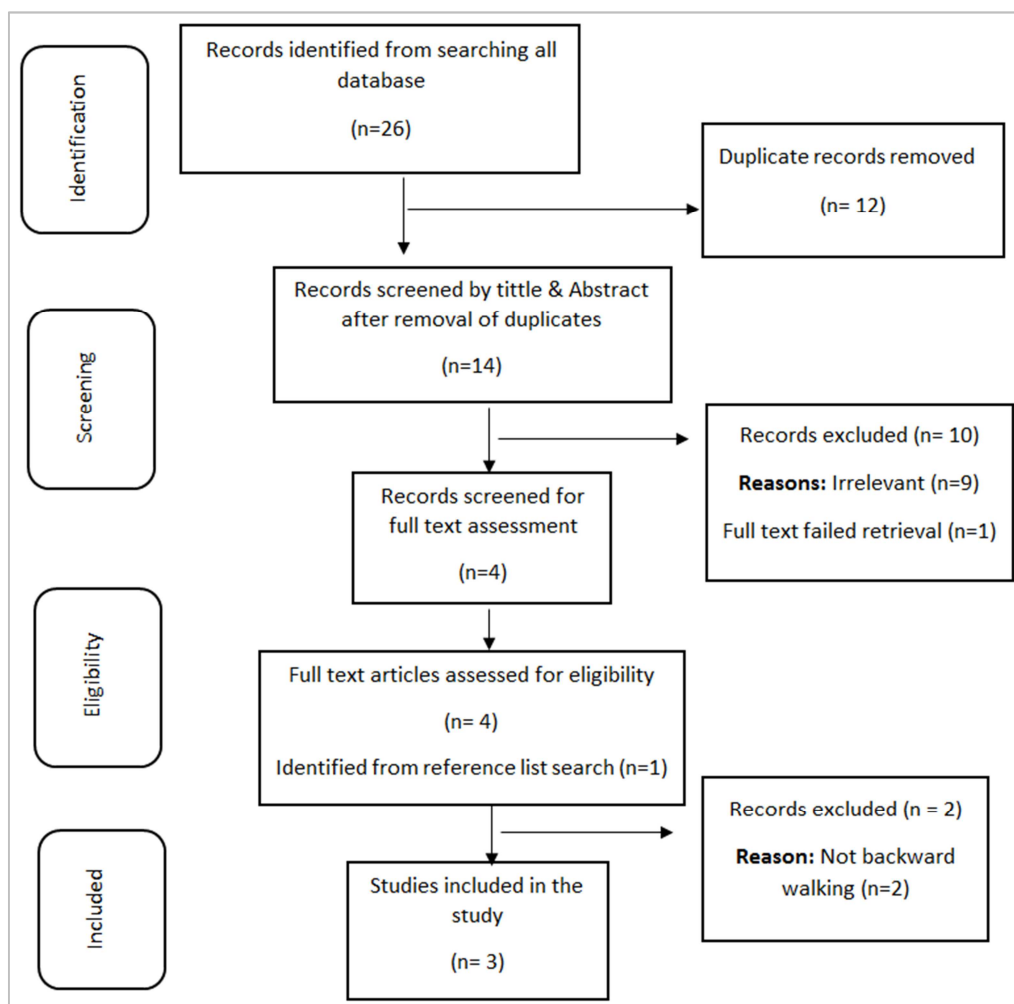 Identification
Records identified from searching all
database
(n=26)
Duplicate records removed
(n= 12)
Screening
Records screened by tittle & Abstract
after removal of duplicates
(n=14)
Records excluded (n= 10)
Reasons: Irrelevant (n=9)
Full text failed retrieval (n=1)
Records screened for
full text assessment
(n=4)
Eligibility
Full text articles assessed for eligibility
(n= 4)
Identified from reference list search (n=1)
Records excluded (n = 2)
Reason: Not backward
walking (n=2)
Included
Studies included in the
study
(n= 3)